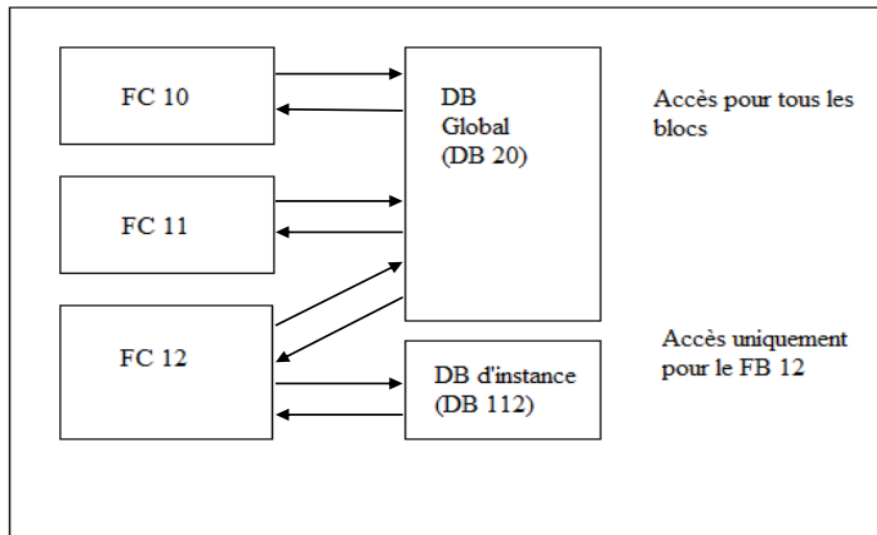 FC 10
DB
Global
(DB 20)
Accès pour tous les
blocs
FC 11
FC 12
Accès uniquement
pour le FB 12
DB d'instance
(DB 112)